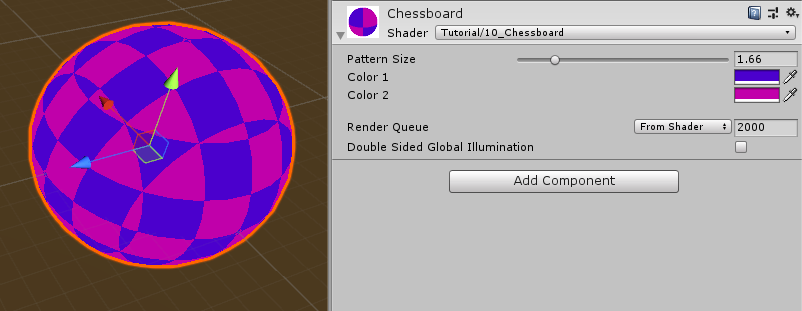 Chessboard
Shader Tutorial/10_Chessboard
Pattern Size 1.66
Color 1
Color 2
Render Queue From Shader 2000
Double Sided Global Illumination
Add Component